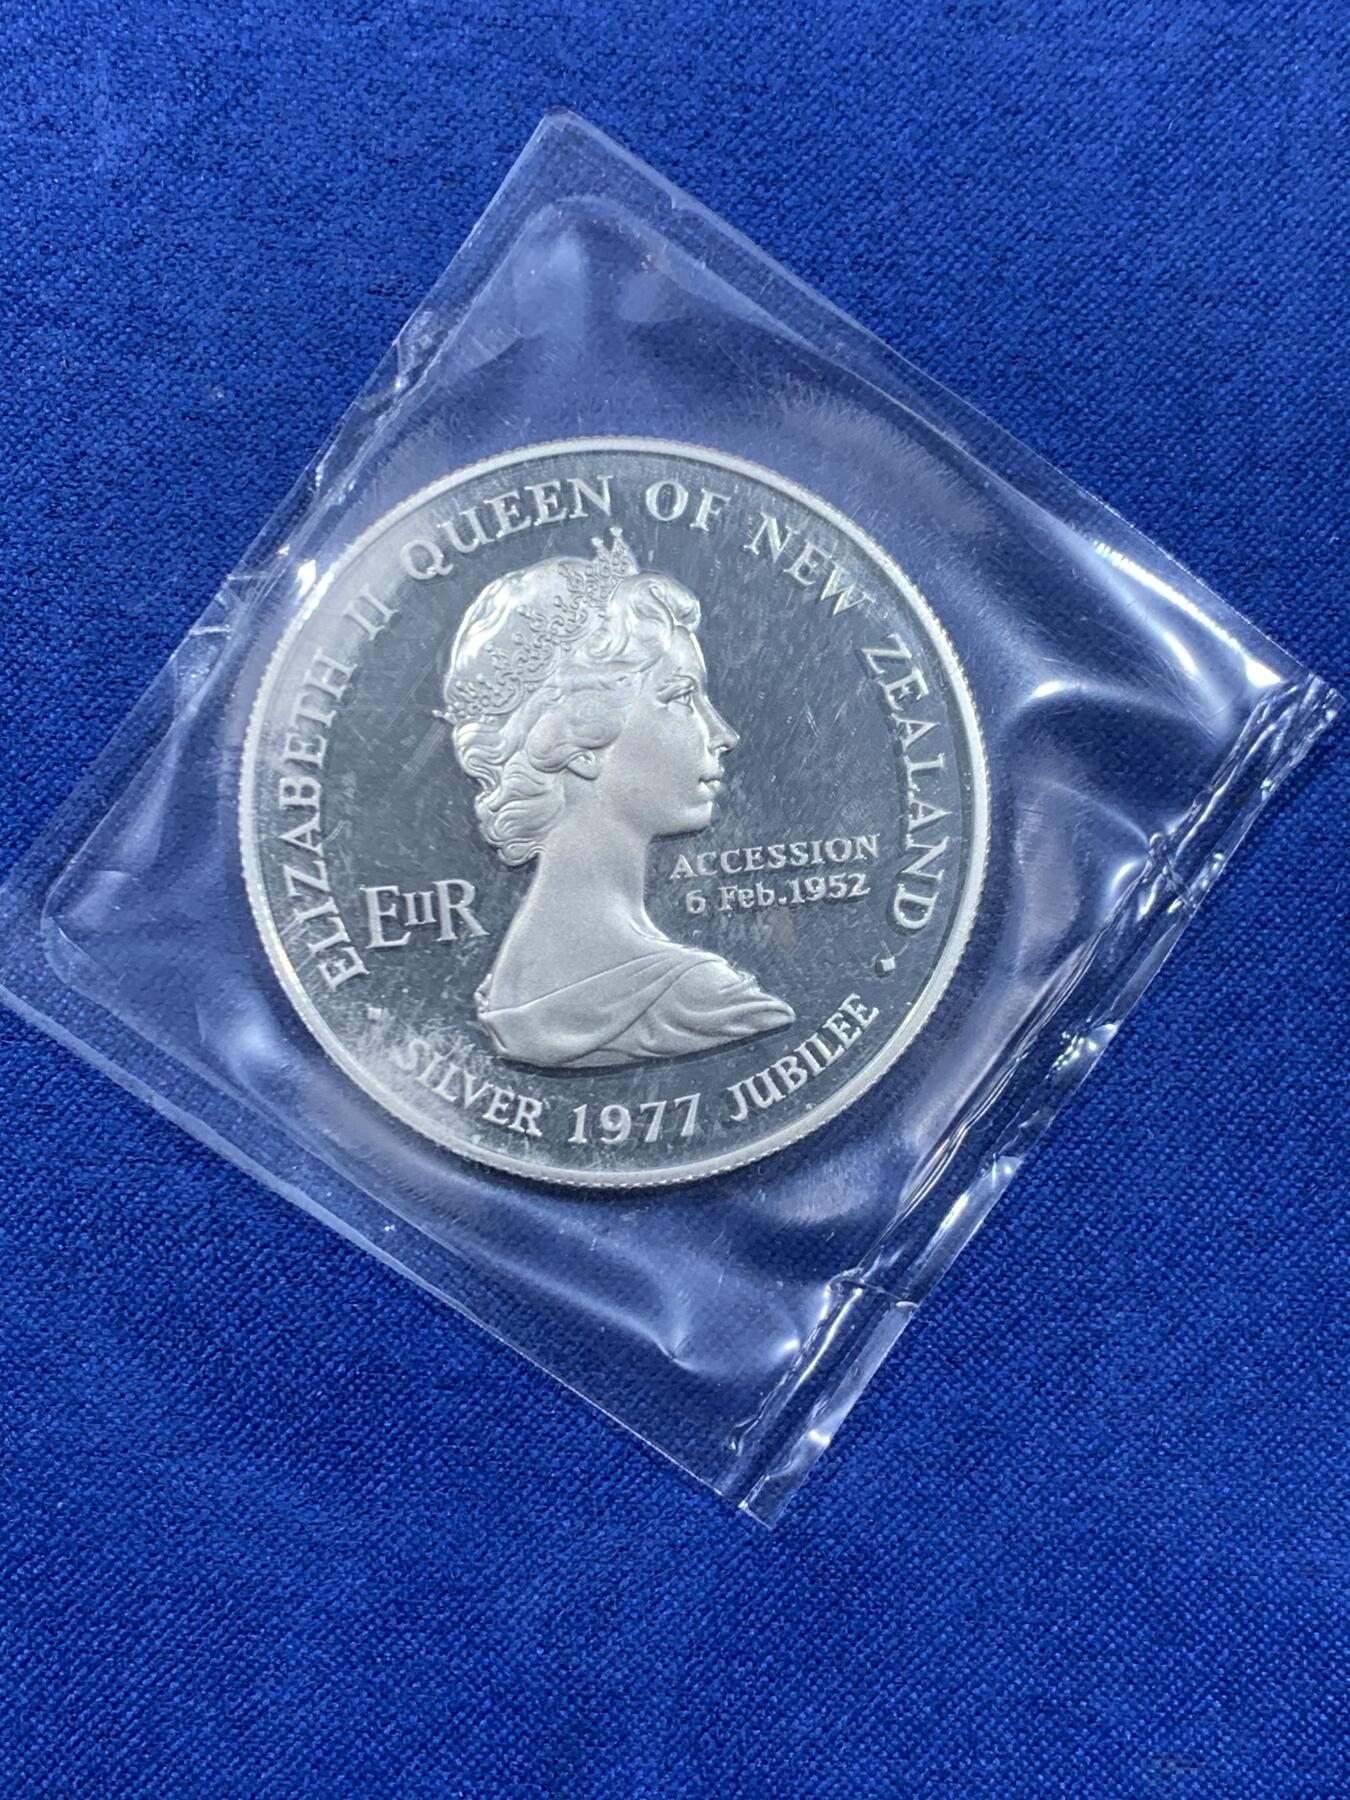 ELIZABETH II QUEEN OF NEW ZEALAND
EIIR
ACCESSION
6 Feb.1952
· SILVER 1977 JUBILEE ·